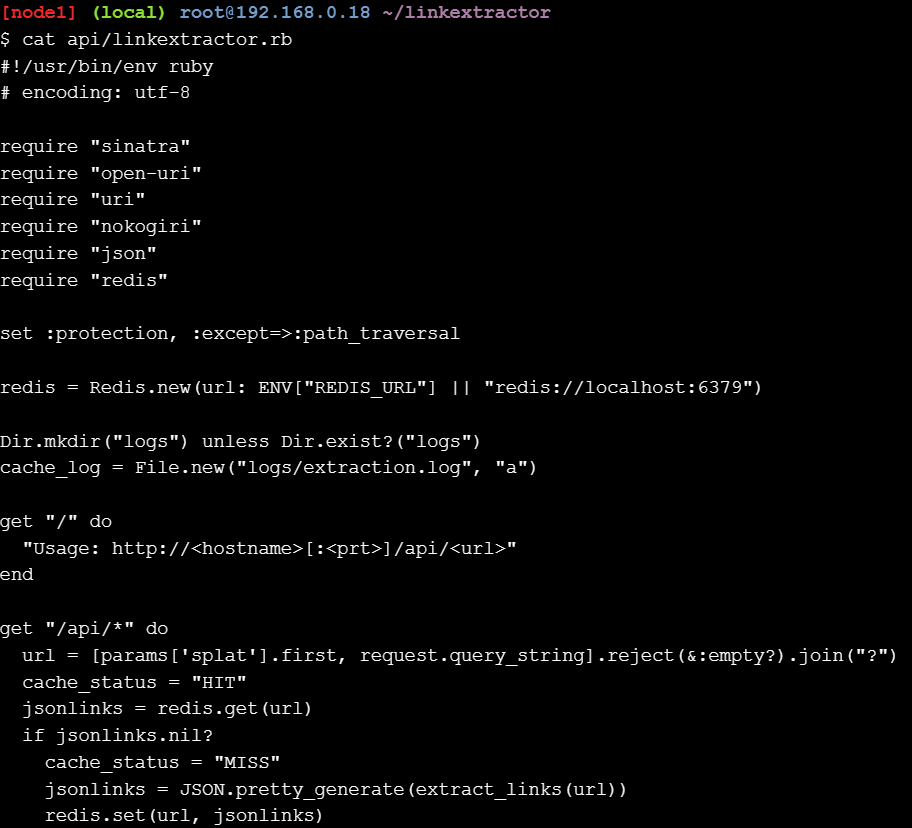 [node1] (local) root@192.168.0.18 ~/linkextractor
$ cat api/linkextractor.rb
#!/usr/bin/env ruby
# encoding: utf-8

require "sinatra"
require "open-uri"
require "uri"
require "nokogiri"
require "json"
require "redis"

set :protection, :except=>:path_traversal

redis = Redis.new(url: ENV["REDIS_URL"] || "redis://localhost:6379")

Dir.mkdir("logs") unless Dir.exist?("logs")
cache_log = File.new("logs/extraction.log", "a")

get "/" do
  "Usage: http://<hostname>[:<prt>]/api/<url>"
end

get "/api/*" do
  url = [params['splat'].first, request.query_string].reject(&:empty?).join("?")
  cache_status = "HIT"
  jsonlinks = redis.get(url)
  if jsonlinks.nil?
    cache_status = "MISS"
    jsonlinks = JSON.pretty_generate(extract_links(url))
    redis.set(url, jsonlinks)